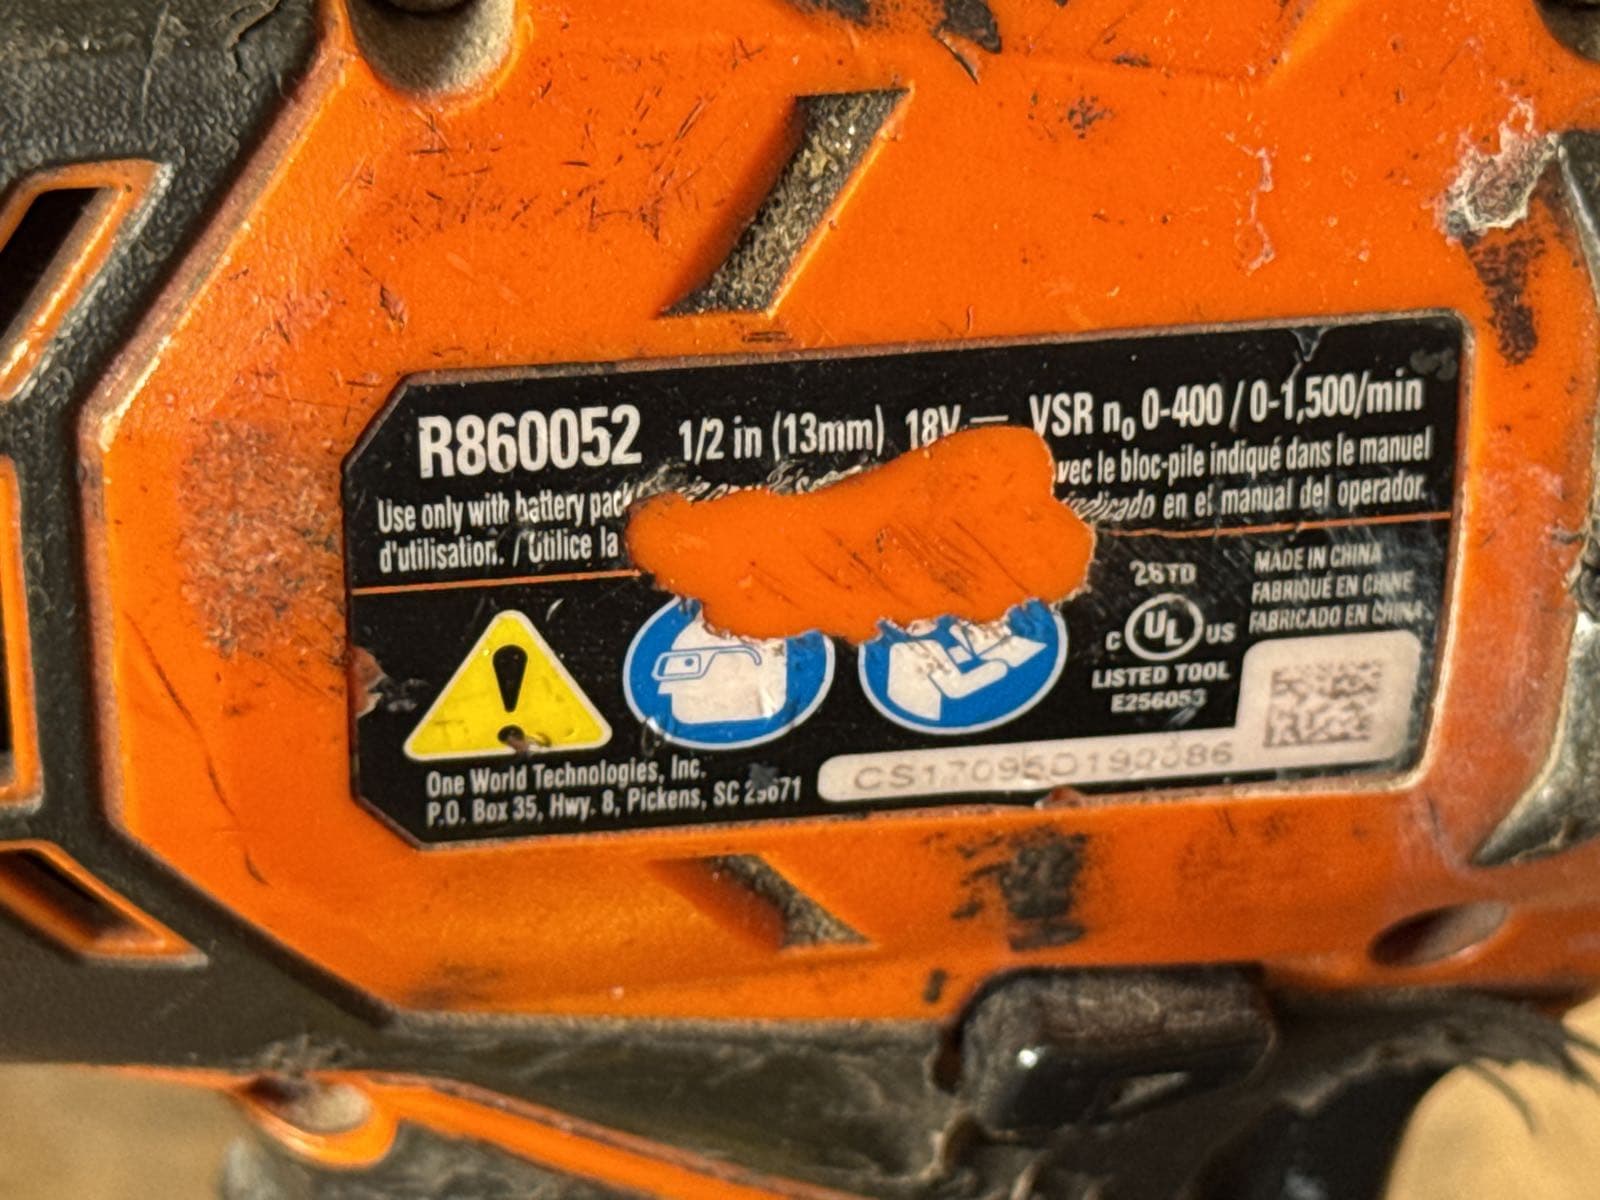 R860052 1/2 in (13mm) 18V ⎓ VSR n₀ 0-400 / 0-1,500/min
Use only with battery pack vec le bloc-pile indiqué dans le manuel
d'utilisation. / Utilice la indicado en el manual del operador.
28TD
C UL US
LISTED TOOL
E256053
MADE IN CHINA
FABRIQUÉ EN CHINE
FABRICADO EN CHINA
One World Technologies, Inc.
P.O. Box 35, Hwy. 8, Pickens, SC 29671